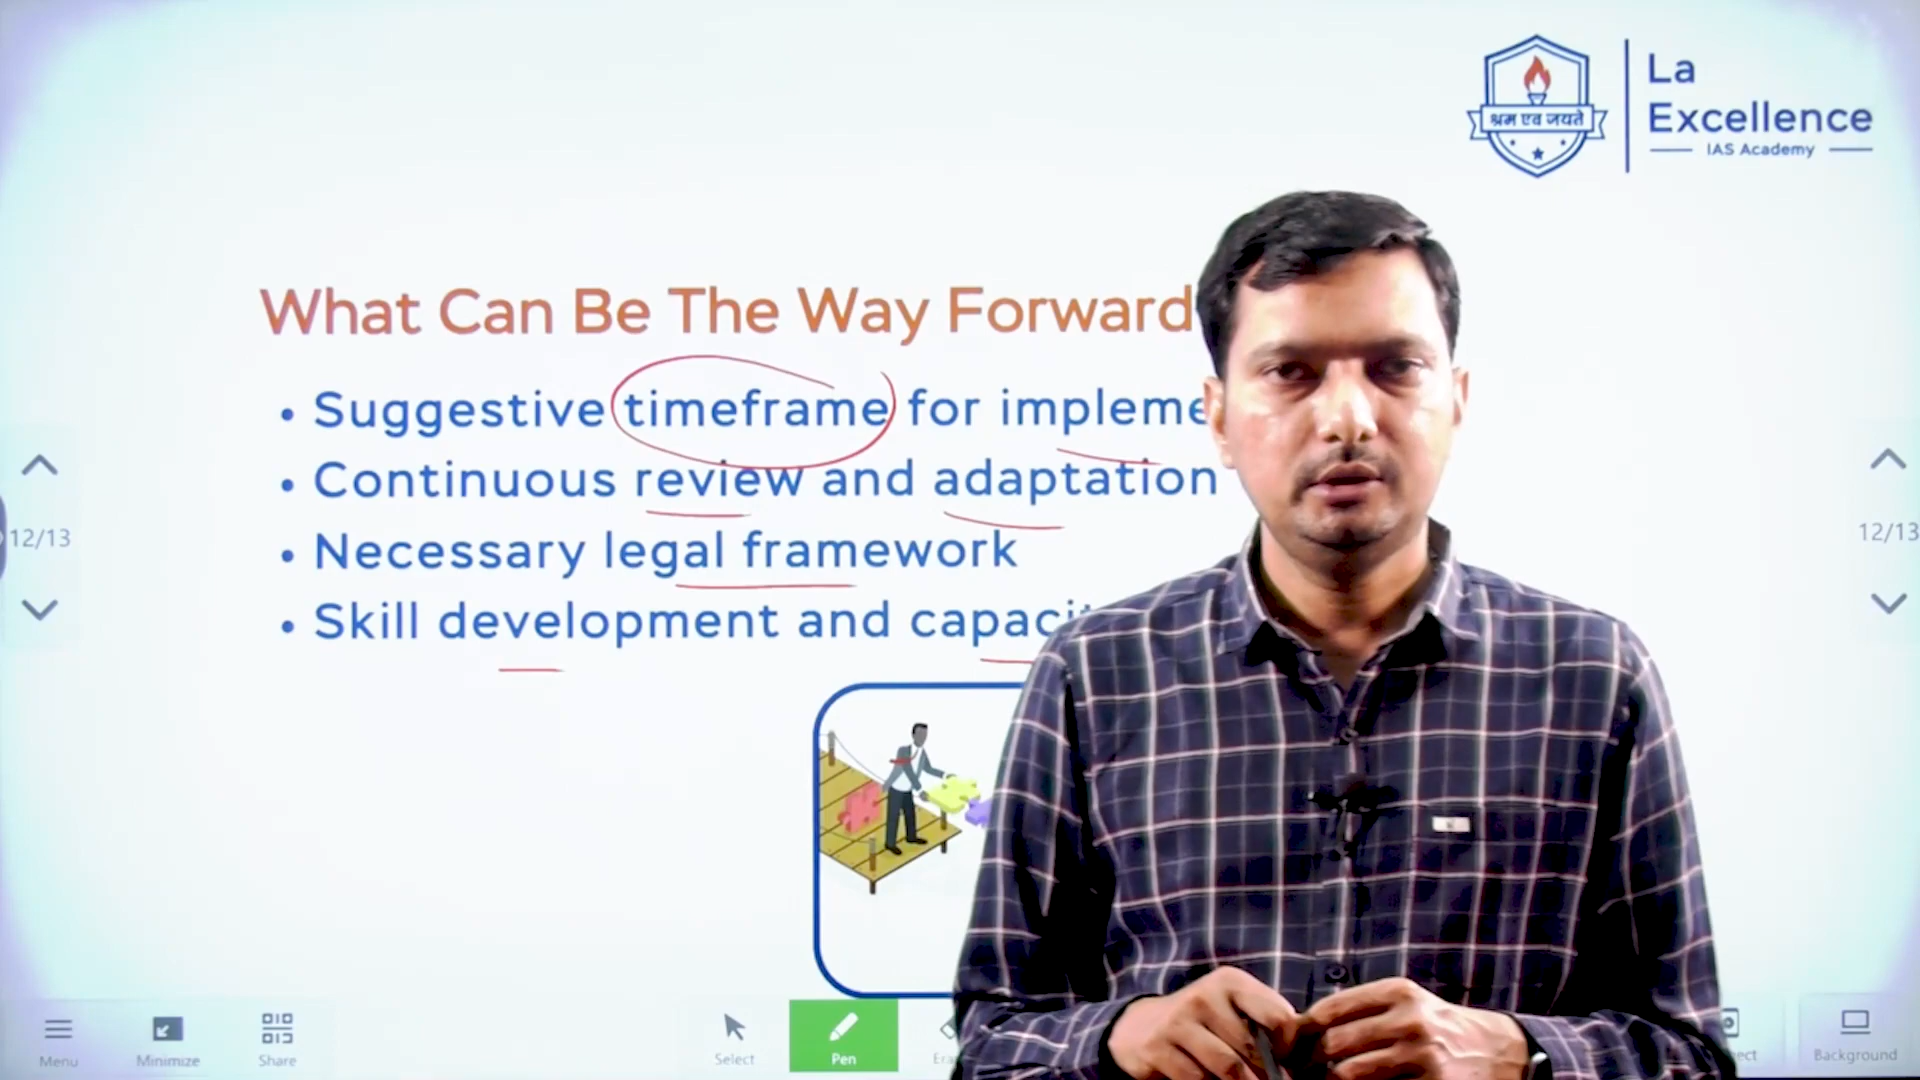 La
Excellence
IAS Academy
श्रम एव जयते
What Can Be The Way Forward
• Suggestive timeframe for impleme
• Continuous review and adaptation
• Necessary legal framework
• Skill development and capacit
12/13
12/13
Menu
Minimize
Share
Select
Pen
Background